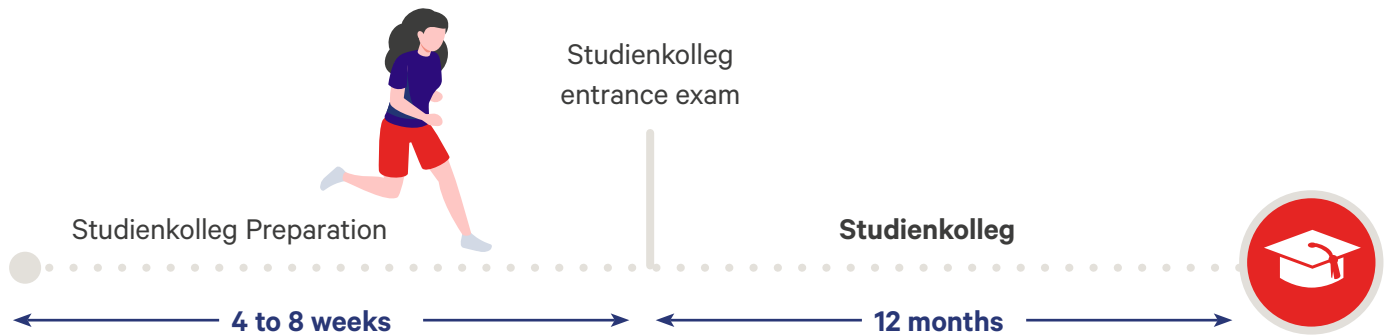 Studienkolleg
entrance exam
Studienkolleg Preparation
Studienkolleg
4 to 8 weeks
12 months